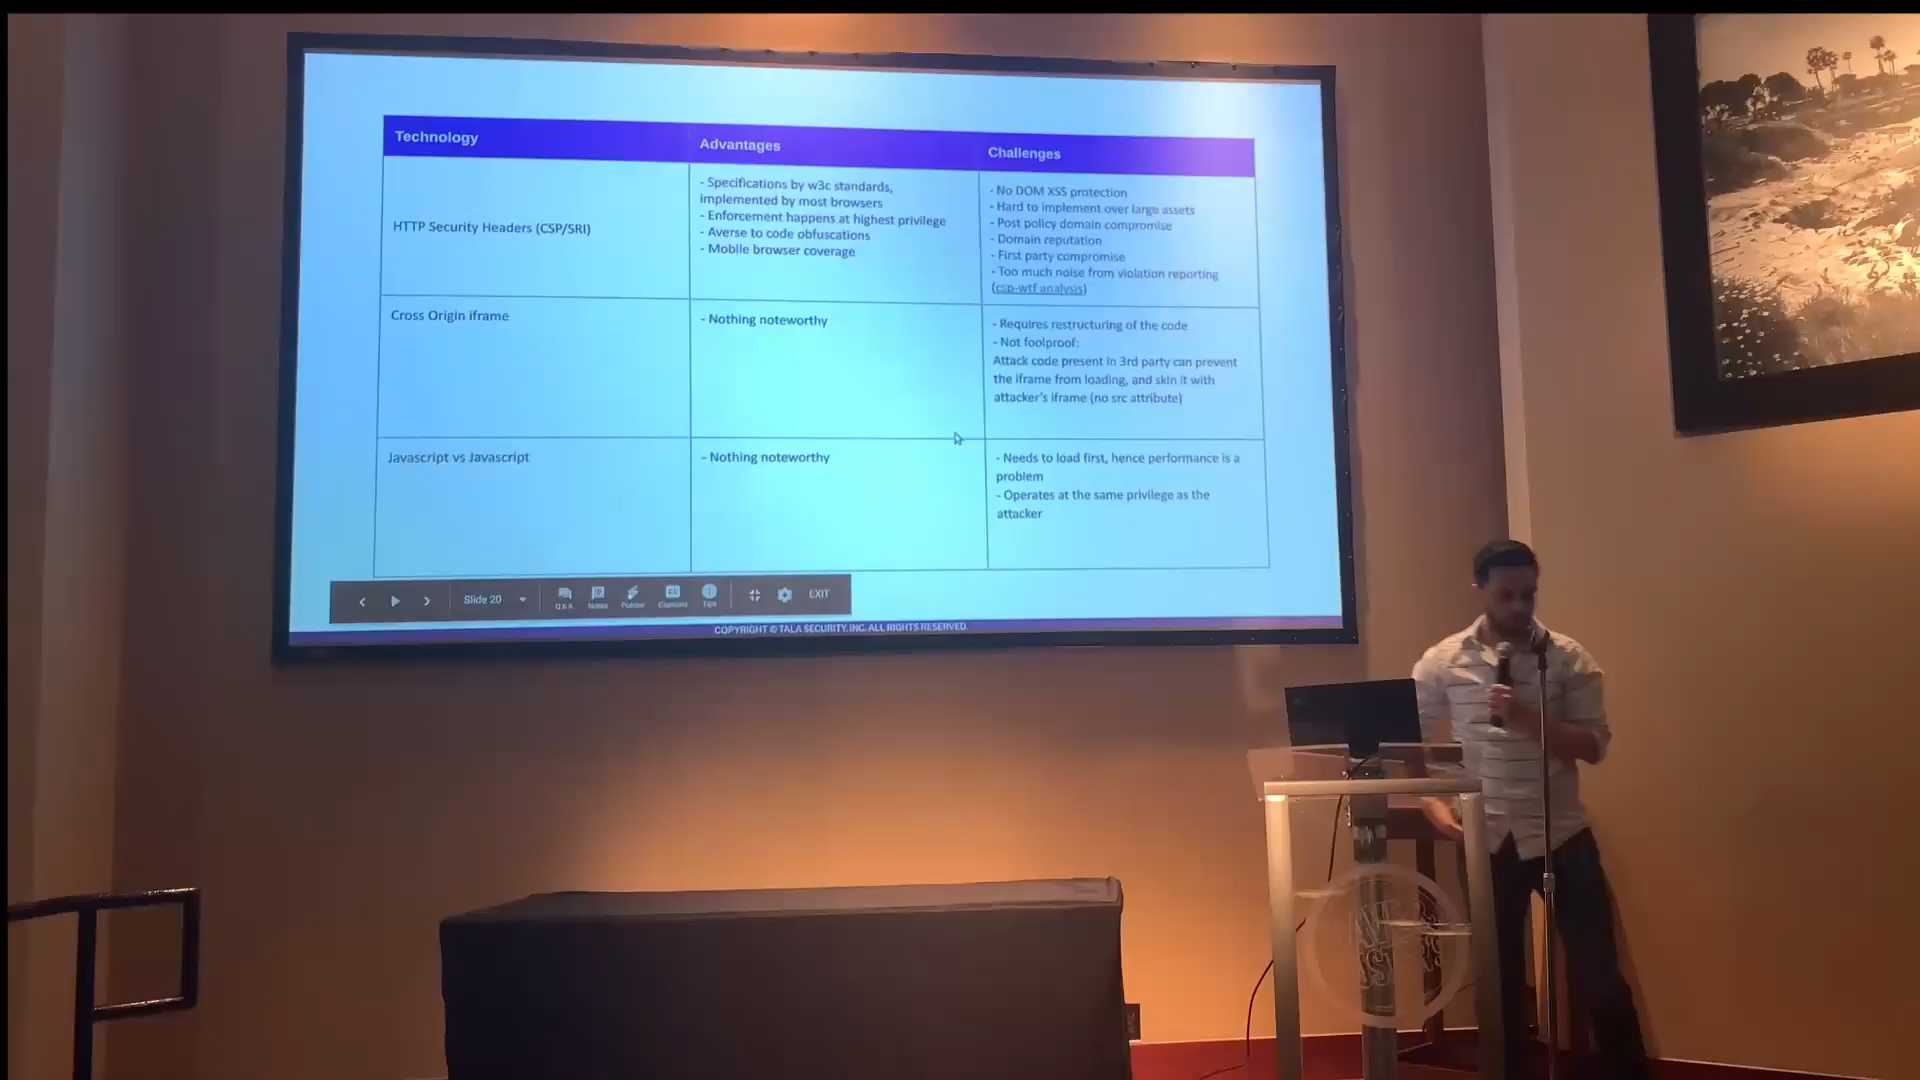 Technology
Advantages
Challenges
HTTP Security Headers (CSP/SRI)
- Specifications by w3c standards,
implemented by most browsers
- Enforcement happens at highest privilege
- Averse to code obfuscations
- Mobile browser coverage
- No DOM XSS protection
- Hard to implement over large assets
- Post policy domain compromise
- Domain reputation
- First party compromise
- Too much noise from violation reporting
(csp-wtf analysis)
Cross Origin iframe
- Nothing noteworthy
- Requires restructuring of the code
- Not foolproof:
Attack code present in 3rd party can prevent
the iframe from loading, and skin it with
attacker's iframe (no src attribute)
Javascript vs Javascript
- Nothing noteworthy
- Needs to load first, hence performance is a
problem
- Operates at the same privilege as the
attacker
Slide 20
Q&A
Notes
Pointer
Captions
Tips
EXIT
COPYRIGHT © TALA SECURITY, INC. ALL RIGHTS RESERVED.